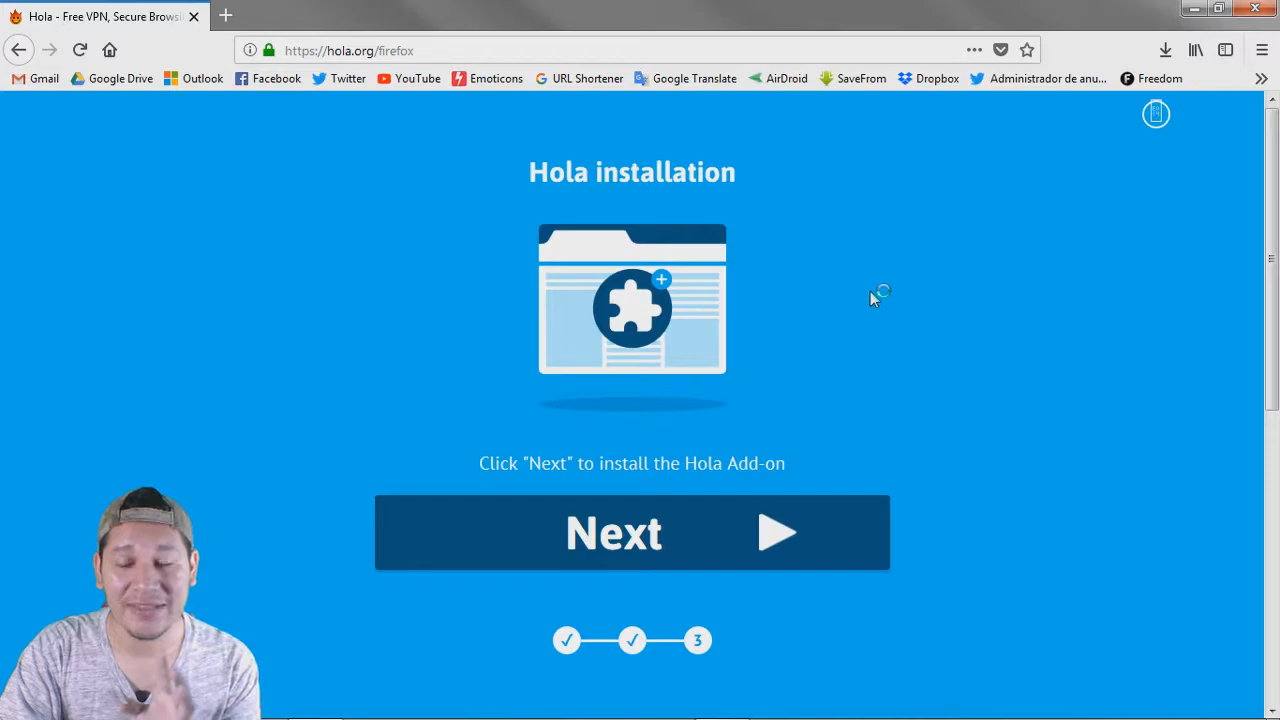 Hola - Free VPN, Secure Browsi
https://hola.org/firefox
Gmail Google Drive Outlook Facebook Twitter YouTube Emoticens URL Shortener Google Translate AirDroid SaveFrom Dropbox Administrador de anu... Freedom
Hola installation
Click "Next" to install the Hola Add-on
Next
3